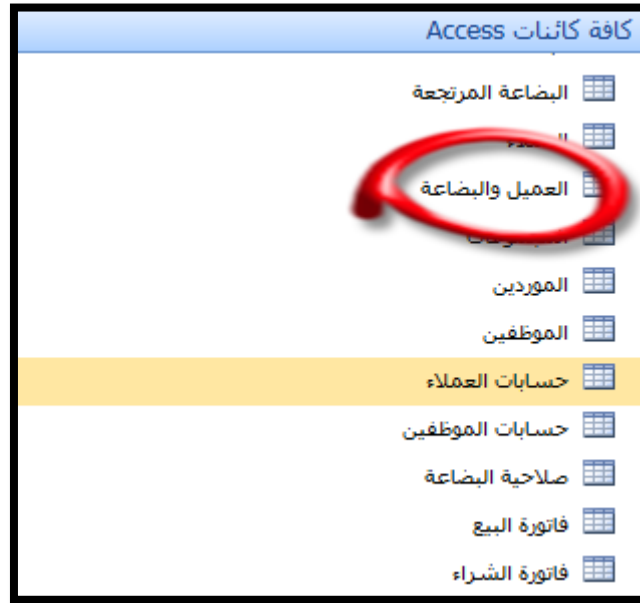 كافة كائنات Access
البضاعة المرتجعة
العميل والبضاعة
الموردين
الموظفين
حسابات العملاء
حسابات الموظفين
صلاحية البضاعة
فاتورة البيع
فاتورة الشراء